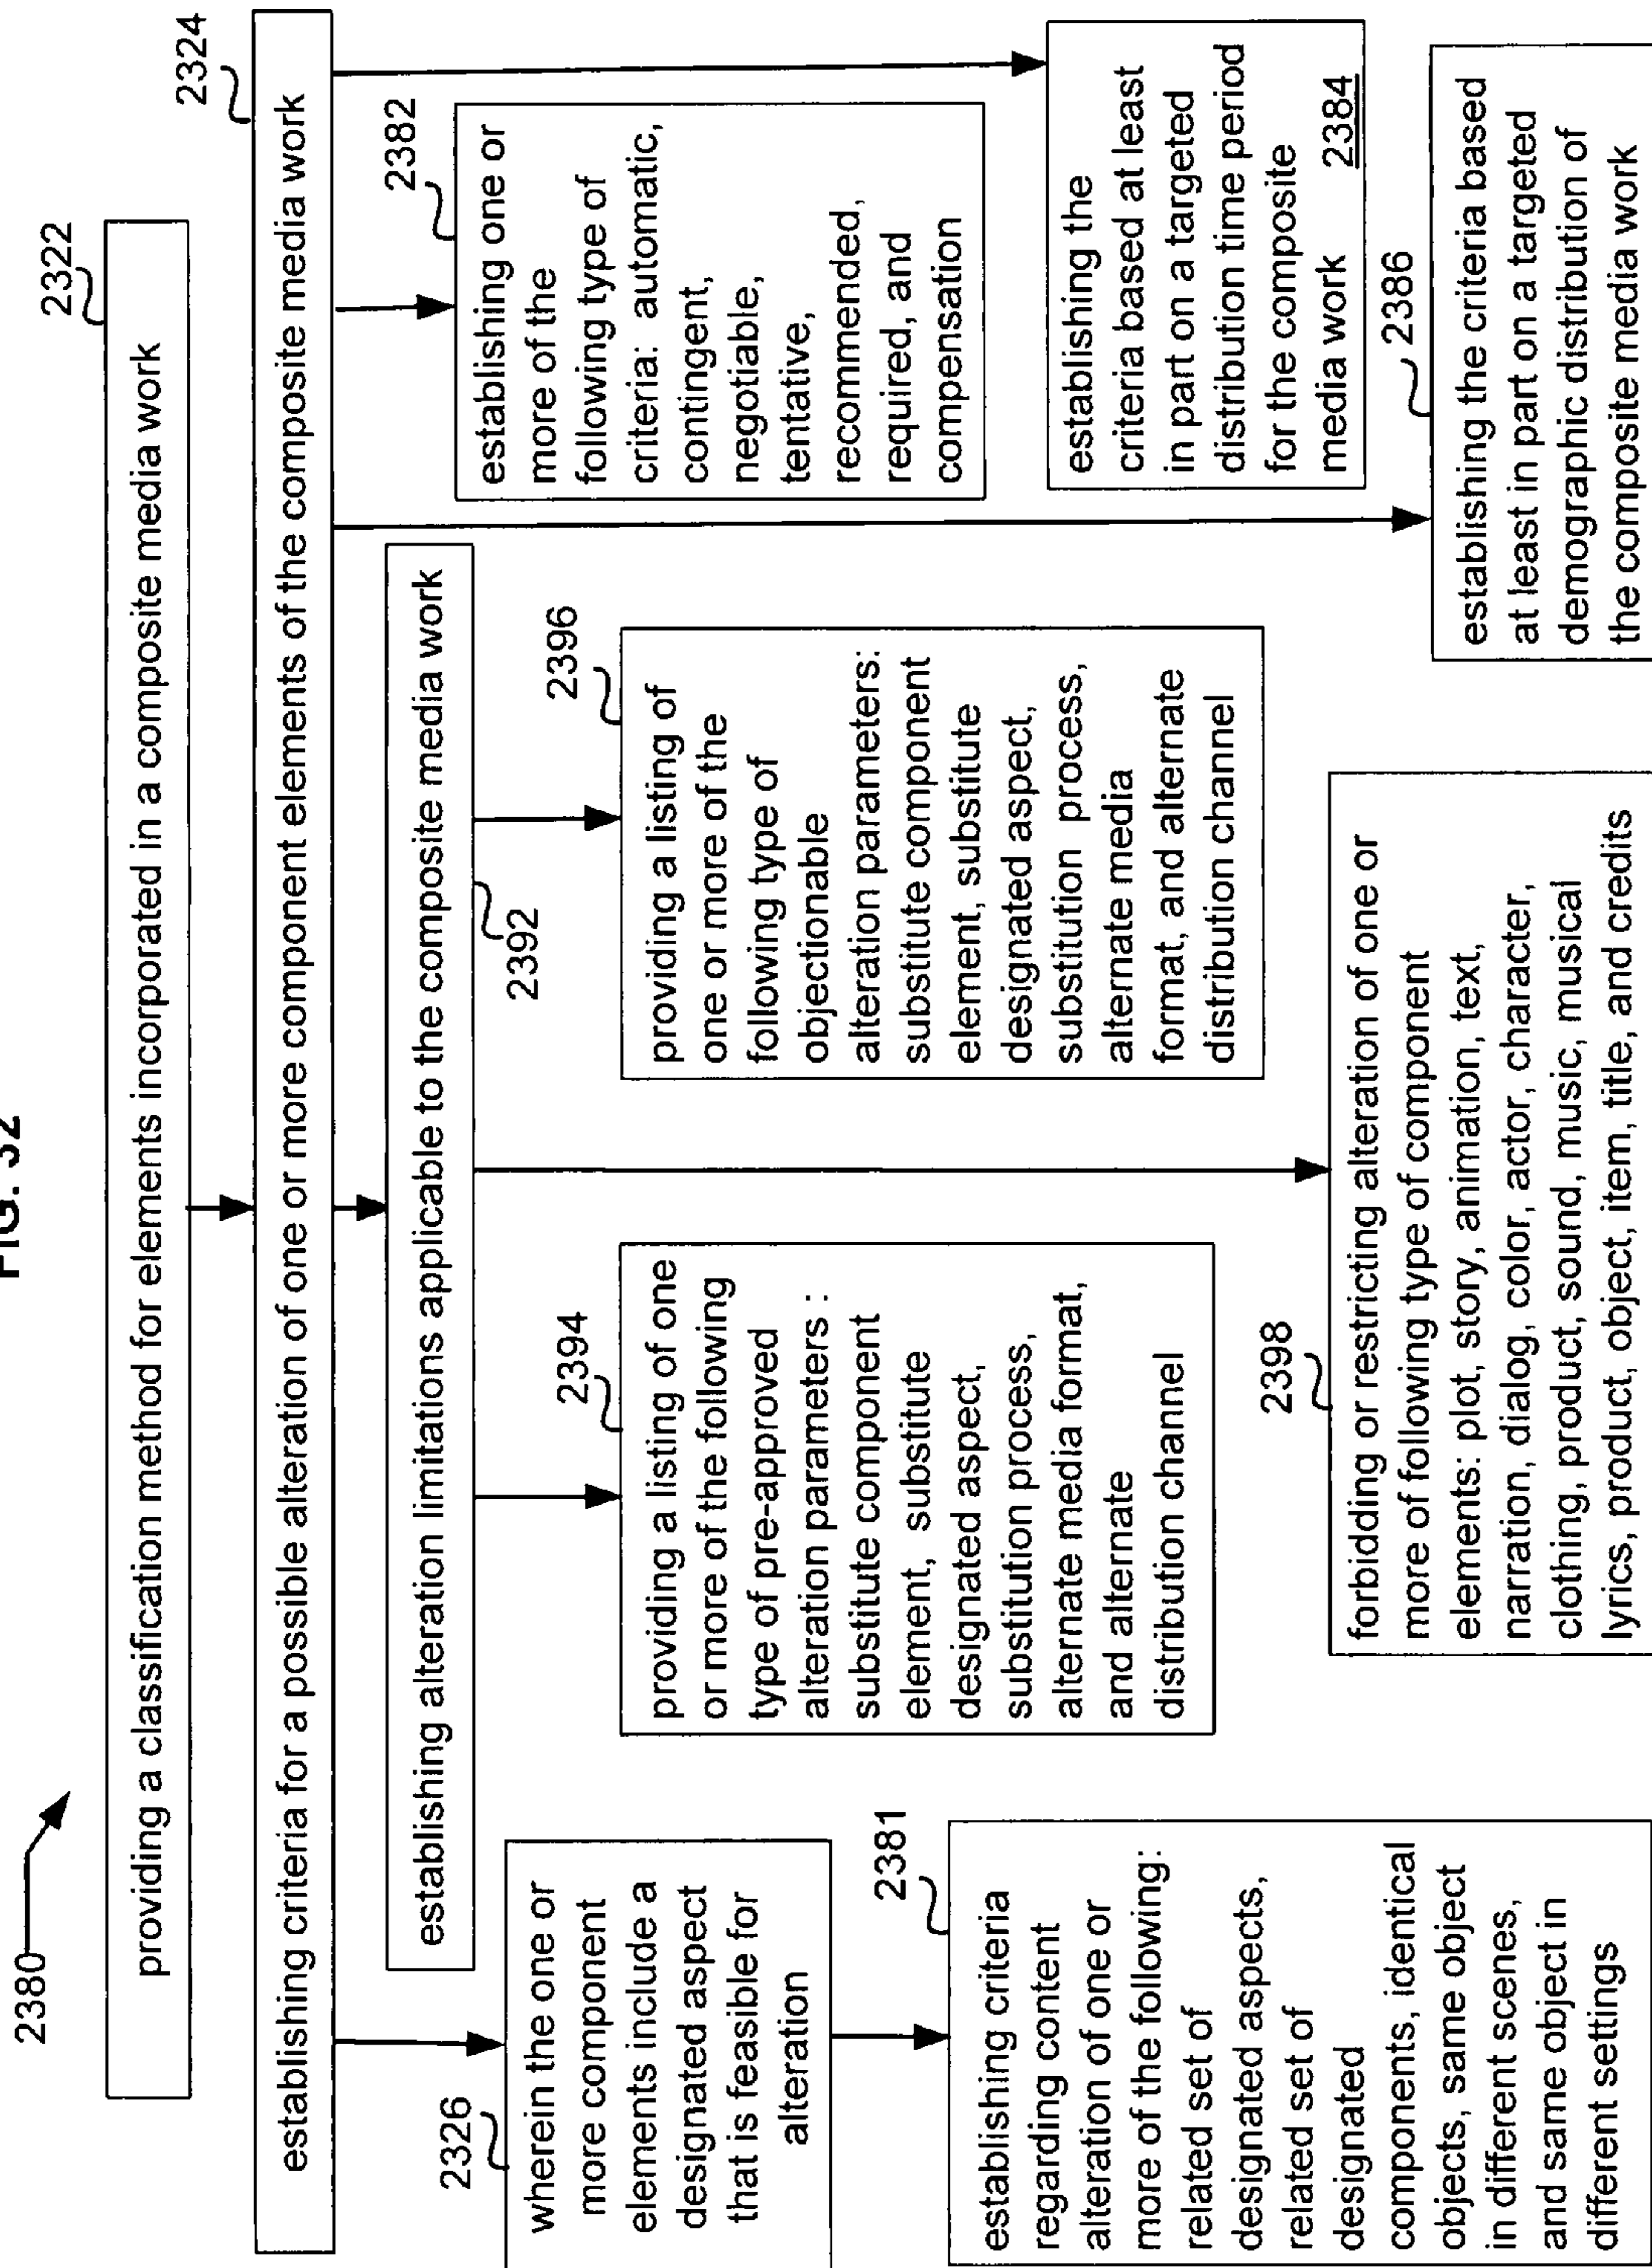 FIG. 32
2380
2322
providing a classification method for elements incorporated in a composite media work
2324
establishing criteria for a possible alteration of one or more component elements of the composite media work
establishing alteration limitations applicable to the composite media work
2392
2326
wherein the one or
more component
elements include a
designated aspect
that is feasible for
alteration
2381
establishing criteria
regarding content
alteration of one or
more of the following:
related set of
designated aspects,
related set of
designated
components, identical
objects, same object
in different scenes,
and same object in
different settings
2394
providing a listing of one
or more of the following
type of pre-approved
alteration parameters :
substitute component
element, substitute
designated aspect,
substitution process,
alternate media format,
and alternate
distribution channel
2396
providing a listing of
one or more of the
following type of
objectionable
alteration parameters:
substitute component
element, substitute
designated aspect,
substitution process,
alternate media
format, and alternate
distribution channel
2398
forbidding or restricting alteration of one or
more of following type of component
elements: plot, story, animation, text,
narration, dialog, color, actor, character,
clothing, product, sound, music, musical
lyrics, product, object, item, title, and credits
2382
establishing one or
more of the
following type of
criteria: automatic,
contingent,
negotiable,
tentative,
recommended,
required, and
compensation
establishing the
criteria based at least
in part on a targeted
distribution time period
for the composite
media work 2384
2386
establishing the criteria based
at least in part on a targeted
demographic distribution of
the composite media work